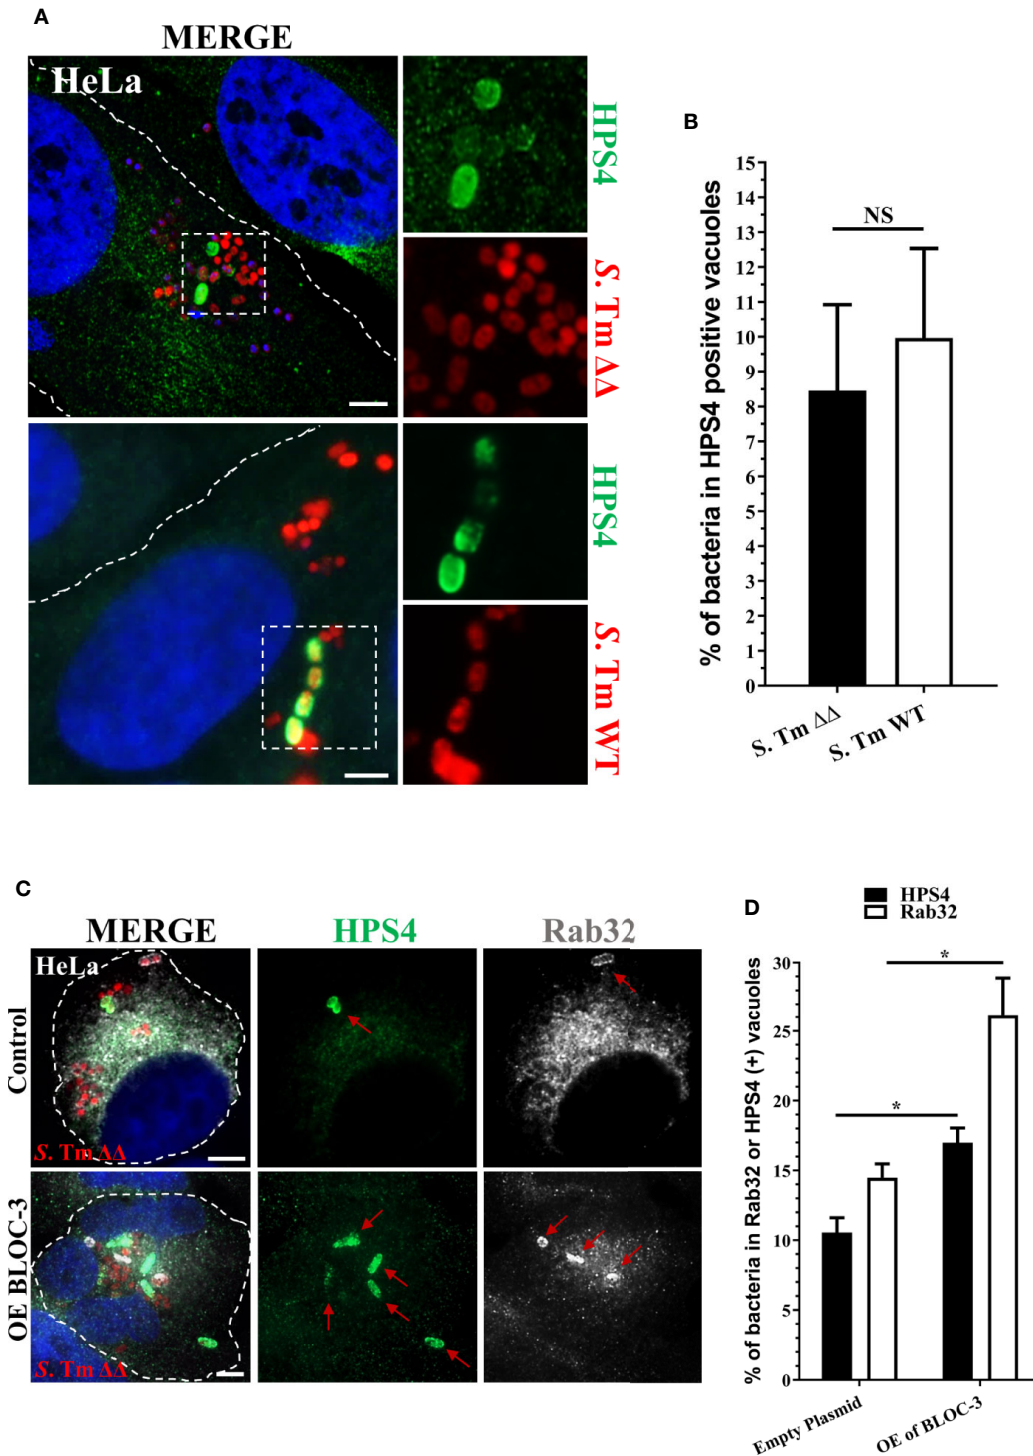 A
MERGE
HeLa
HPS4
S. Tm ΔΔ
HPS4
S. Tm WT
B
% of bacteria in HPS4 positive vacuoles
15
14
13
12
11
10
9
8
7
6
5
4
3
2
1
0
NS
S. Tm ΔΔ
S. Tm WT
C
MERGE
HPS4
Rab32
Control
HeLa
S. Tm ΔΔ
OE BLOC-3
S. Tm ΔΔ
D
HPS4
Rab32
% of bacteria in Rab32 or HPS4 (+) vacuoles
30
25
20
15
10
5
0
*
*
Empty Plasmid
OE of BLOC-3